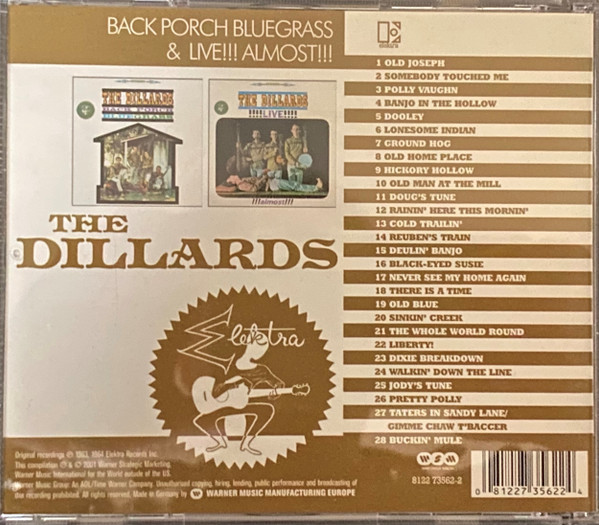 BACK PORCH BLUEGRASS
& LIVE!!! ALMOST!!!
THE DILLARDS
BACK PORCH
BLUEGRASS
THE DILLARDS
!!!!LIVE!!!!
!!!almost!!!
THE
DILLARDS
Elektra
elektra
1 OLD JOSEPH
2 SOMEBODY TOUCHED ME
3 POLLY VAUGHN
4 BANJO IN THE HOLLOW
5 DOOLEY
6 LONESOME INDIAN
7 GROUND HOG
8 OLD HOME PLACE
9 HICKORY HOLLOW
10 OLD MAN AT THE MILL
11 DOUG'S TUNE
12 RAININ' HERE THIS MORNIN'
13 COLD TRAILIN'
14 REUBEN'S TRAIN
15 DEULIN' BANJO
16 BLACK-EYED SUSIE
17 NEVER SEE MY HOME AGAIN
18 THERE IS A TIME
19 OLD BLUE
20 SINKIN' CREEK
21 THE WHOLE WORLD ROUND
22 LIBERTY!
23 DIXIE BREAKDOWN
24 WALKIN' DOWN THE LINE
25 JODY'S TUNE
26 PRETTY POLLY
27 TATERS IN SANDY LANE/
GIMME CHAW T'BACCER
28 BUCKIN' MULE
Original recordings ℗ 1963, 1964 Elektra Records Inc.
This compilation ℗ & © 2001 Warner Strategic Marketing.
Warner Music International for the World outside of the US.
Warner Music Group: An AOL/Time Warner Company. Unauthorised copying, hiring, lending, public performance and broadcasting of
the recording prohibited. All rights reserved. Made in Germany by WARNER MUSIC MANUFACTURING EUROPE
WSM
8122 73562-2
0 81227 35622 4